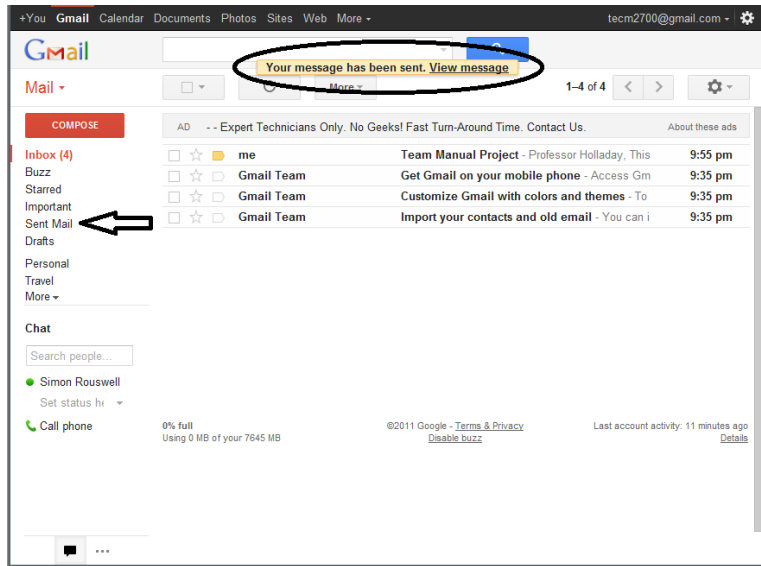 +You Gmail Calendar Documents Photos Sites Web More tecm2700@gmail.com
GMail
Your message has been sent. View message
Mail More 1–4 of 4
COMPOSE
AD - - Expert Technicians Only. No Geeks! Fast Turn-Around Time. Contact Us. About these ads
Inbox (4)
Buzz
Starred
Important
Sent Mail
Drafts
Personal
Travel
More
me Team Manual Project - Professor Holladay, This 9:55 pm
Gmail Team Get Gmail on your mobile phone - Access Gm 9:35 pm
Gmail Team Customize Gmail with colors and themes - To 9:35 pm
Gmail Team Import your contacts and old email - You can i 9:35 pm
Chat
Search people...
Simon Rouswell
Set status he
Call phone
0% full
Using 0 MB of your 7645 MB
©2011 Google - Terms & Privacy
Disable buzz
Last account activity: 11 minutes ago
Details